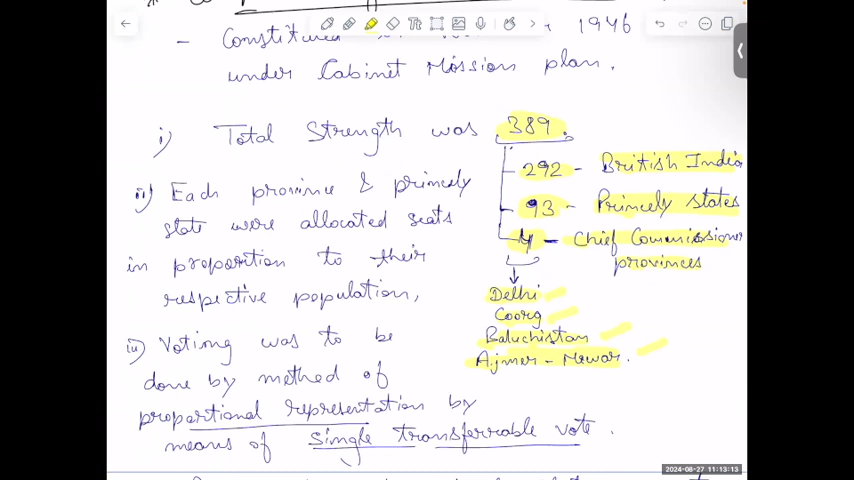 1946
Constituted
under Cabinet Mission plan.
i) Total Strength was 389.
292 - British India
93 - Princely states
4 - Chief Commissioner
provinces
Delhi
Coorg
Baluchistan
Ajmer - Merwar.
ii) Each province & princely
state were allocated seats
in proportion to their
respective population,
iii) Voting was to be
done by method of
proportional representation by
means of single transferrable vote.
2024-08-27 11:13:13